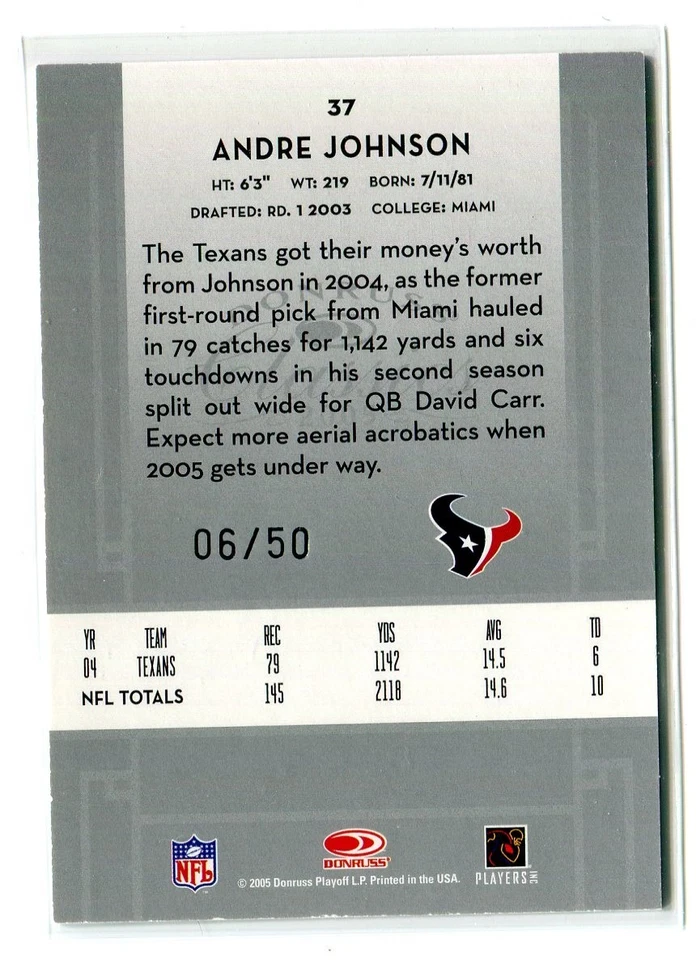 37
ANDRE JOHNSON
HT: 6'3" WT: 219 BORN: 7/11/81
DRAFTED: RD. 1 2003 COLLEGE: MIAMI
The Texans got their money's worth
from Johnson in 2004, as the former
first-round pick from Miami hauled
in 79 catches for 1,142 yards and six
touchdowns in his second season
split out wide for QB David Carr.
Expect more aerial acrobatics when
2005 gets under way.
DONRUSS
06/50
YR TEAM REC YDS AVG TD
04 TEXANS 79 1142 14.5 6
NFL TOTALS 145 2118 14.6 10
NFL
DONRUSS
© 2005 Donruss Playoff L.P. Printed in the USA.
PLAYERS INC